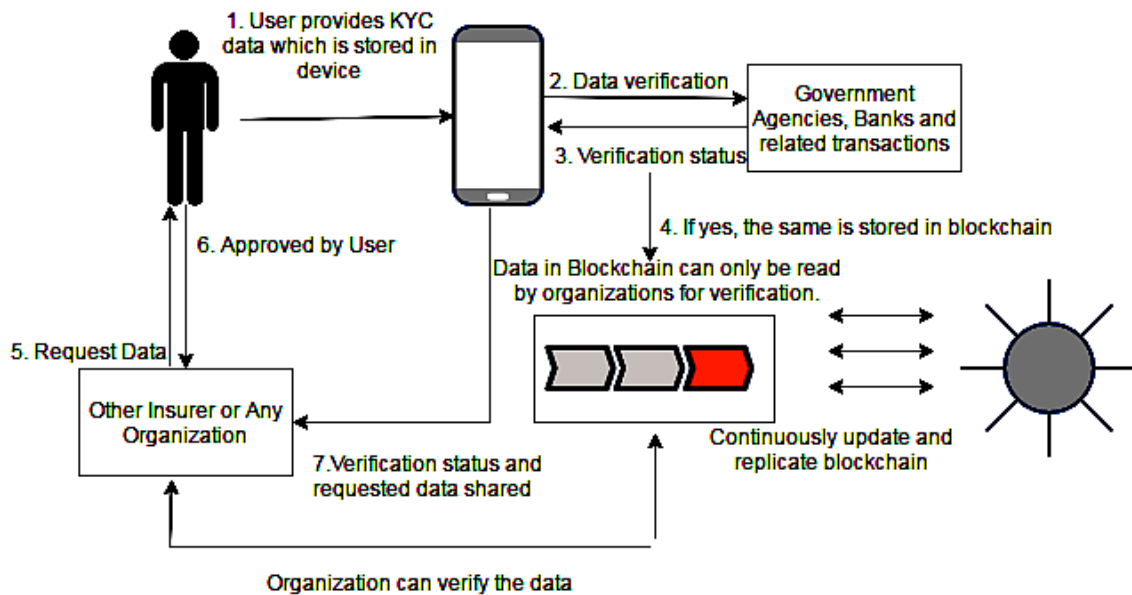 1. User provides KYC
data which is stored in
device
2. Data verification
Government
Agencies, Banks and
related transactions
3. Verification status
4. If yes, the same is stored in blockchain
6. Approved by User
Data in Blockchain can only be read
by organizations for verification.
5. Request Data
Other Insurer or Any
Organization
Continuously update and
replicate blockchain
7.Verification status and
requested data shared
Organization can verify the data